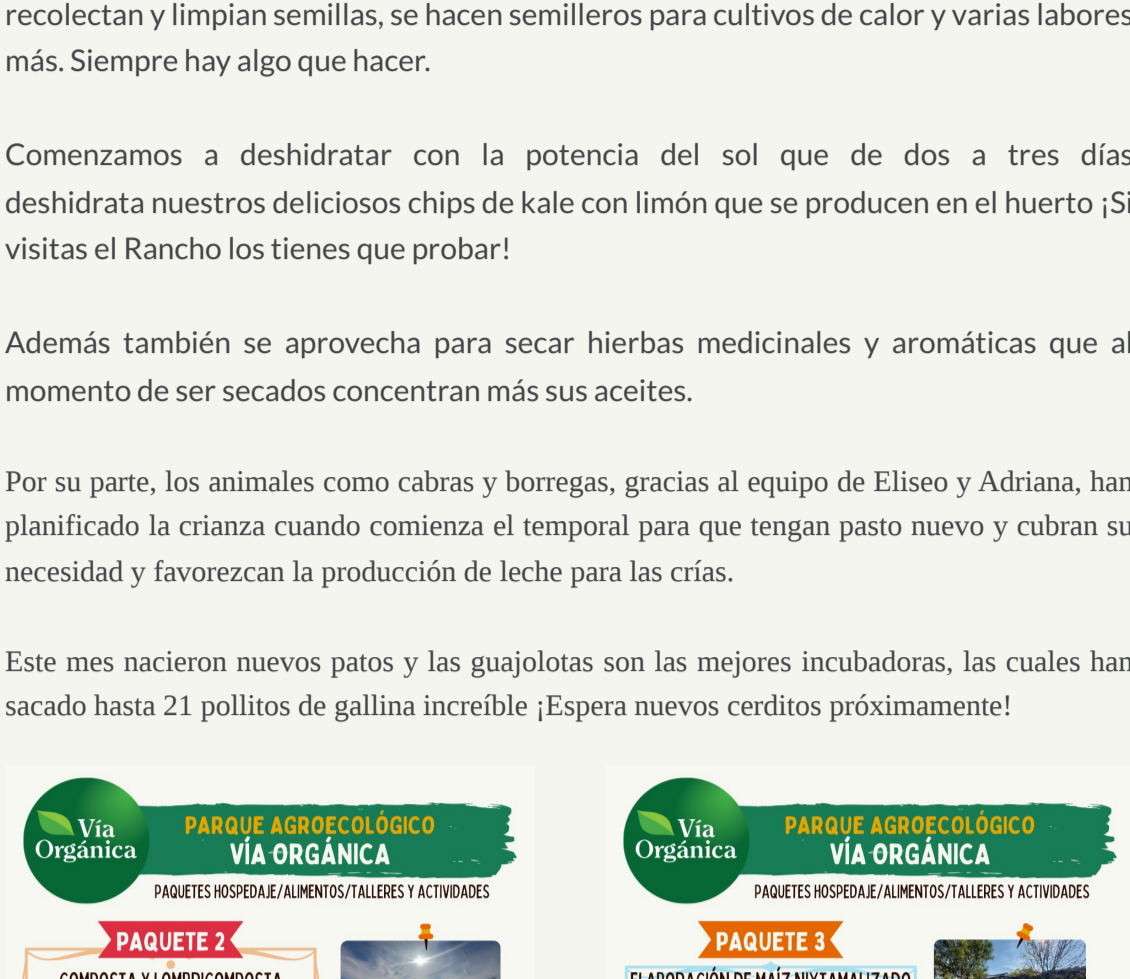 recolectan y limpian semillas, se hacen semilleros para cultivos de calor y varias labores
más. Siempre hay algo que hacer.
Comenzamos a deshidratar con la potencia del sol que de dos a tres días
deshidrata nuestros deliciosos chips de kale con limón que se producen en el huerto ¡Si
visitas el Rancho los tienes que probar!
Además también se aprovecha para secar hierbas medicinales y aromáticas que al
momento de ser secados concentran más sus aceites.
Por su parte, los animales como cabras y borregas, gracias al equipo de Eliseo y Adriana, han
planificado la crianza cuando comienza el temporal para que tengan pasto nuevo y cubran su
necesidad y favorezcan la producción de leche para las crías.
Este mes nacieron nuevos patos y las guajolotas son las mejores incubadoras, las cuales han
sacado hasta 21 pollitos de gallina increíble ¡Espera nuevos cerditos próximamente!
Vía
Orgánica
PARQUE AGROECOLÓGICO
VÍA ORGÁNICA
PAQUETES HOSPEDAJE/ALIMENTOS/TALLERES Y ACTIVIDADES
PAQUETE 2
COMPOSTA Y LOMBRICOMPOSTA
Vía
Orgánica
PARQUE AGROECOLÓGICO
VÍA ORGÁNICA
PAQUETES HOSPEDAJE/ALIMENTOS/TALLERES Y ACTIVIDADES
PAQUETE 3
ELABORACIÓN DE MAÍZ NIXTAMALIZADO